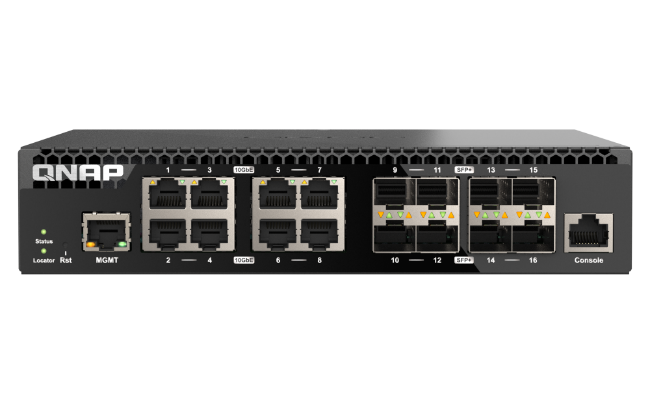 QNAP
1 3 10GbE 5 7 9 11 SFP+ 13 15
Status
Locator Rst MGMT 2 4 10GbE 6 8 10 12 SFP+ 14 16 Console